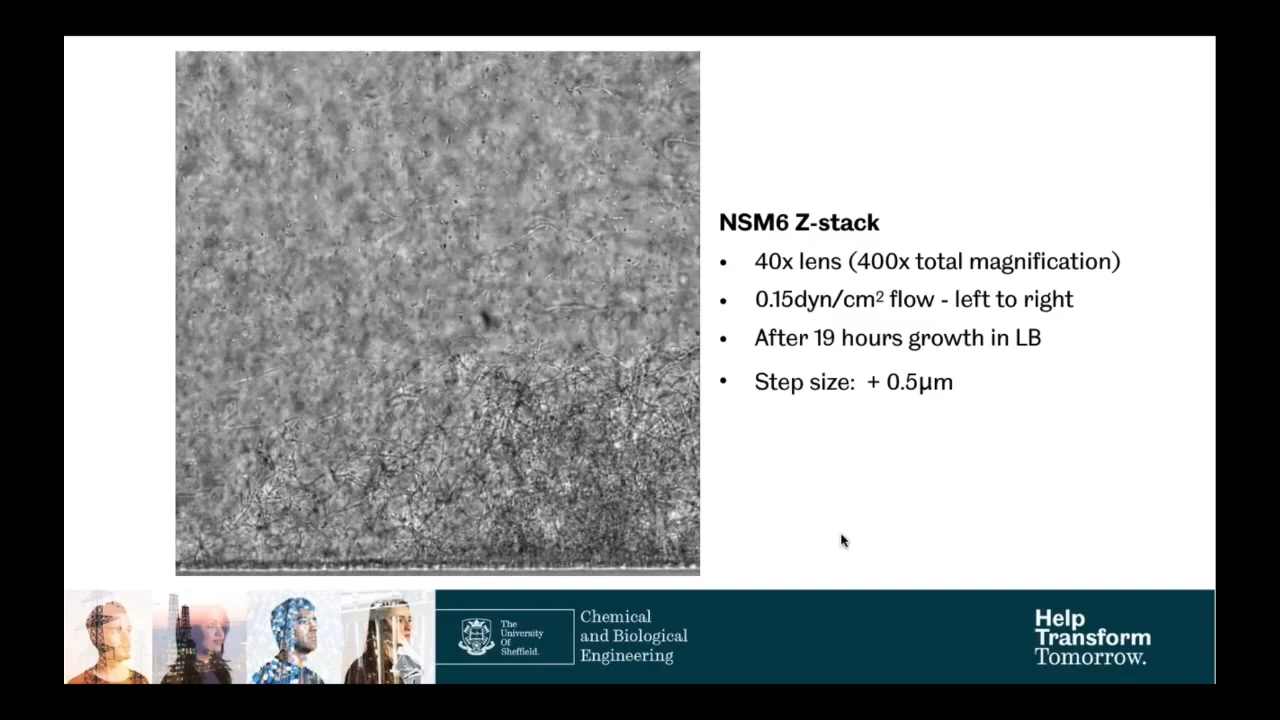 NSM6 Z-stack
• 40x lens (400x total magnification)
• 0.15dyn/cm² flow - left to right
• After 19 hours growth in LB
• Step size:  + 0.5µm
The
University
Of
Sheffield.
Chemical
and Biological
Engineering
Help
Transform
Tomorrow.